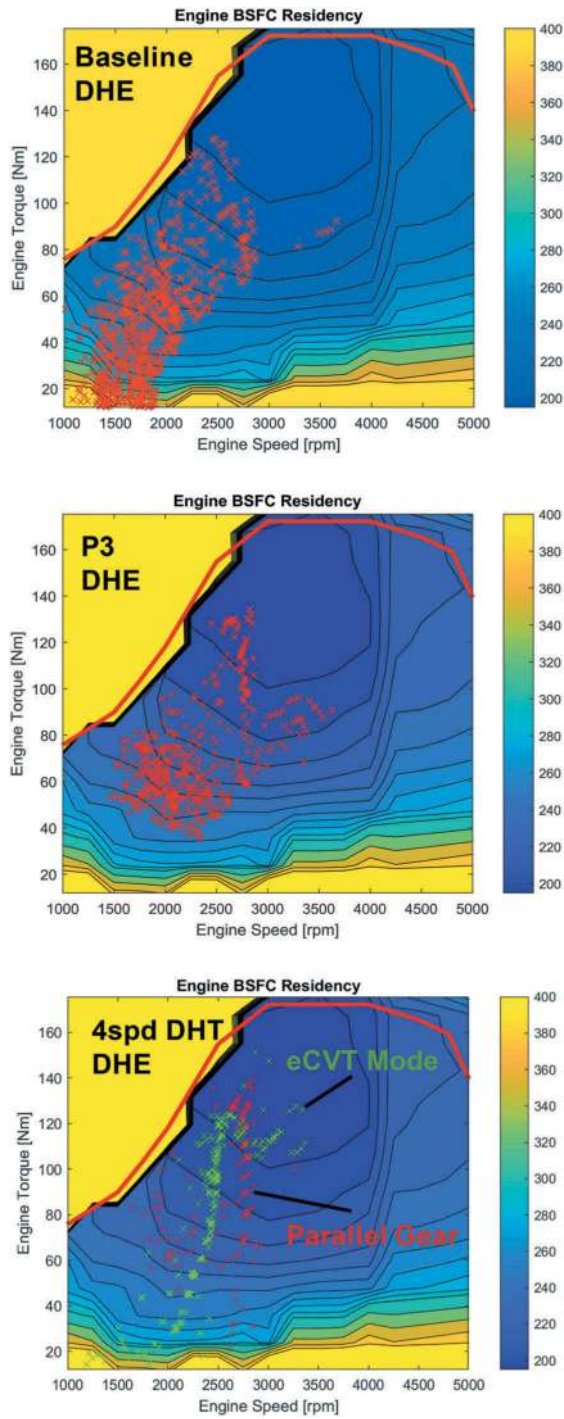 Engine BSFC Residency
Baseline
DHE
Engine Torque [Nm]
160
140
120
100
80
60
40
20
1000 1500 2000 2500 3000 3500 4000 4500 5000
Engine Speed [rpm]
400
380
360
340
320
300
280
260
240
220
200
Engine BSFC Residency
P3
DHE
Engine Torque [Nm]
160
140
120
100
80
60
40
20
1000 1500 2000 2500 3000 3500 4000 4500 5000
Engine Speed [rpm]
400
380
360
340
320
300
280
260
240
220
200
Engine BSFC Residency
4spd DHT
DHE
eCVT Mode
Parallel Gear
Engine Torque [Nm]
160
140
120
100
80
60
40
20
1000 1500 2000 2500 3000 3500 4000 4500 5000
Engine Speed [rpm]
400
380
360
340
320
300
280
260
240
220
200